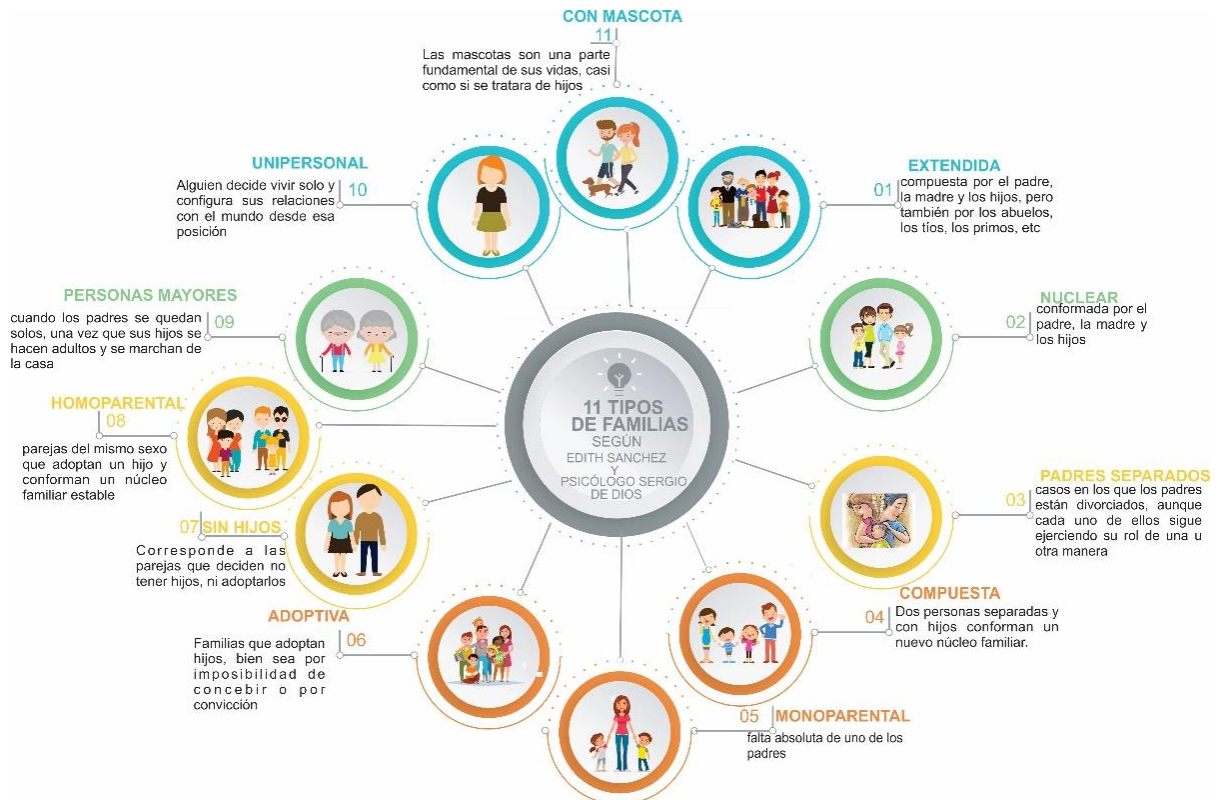 CON MASCOTA
11
Las mascotas son una parte
fundamental de sus vidas, casi
como si se tratara de hijos
EXTENDIDA
01
compuesta por el padre,
la madre y los hijos, pero
también por los abuelos,
los tíos, los primos, etc
NUCLEAR
02
conformada por el
padre, la madre y
los hijos
PADRES SEPARADOS
03
casos en los que los padres
están divorciados, aunque
cada uno de ellos sigue
ejerciendo su rol de una u
otra manera
COMPUESTA
04
Dos personas separadas y
con hijos conforman un
nuevo núcleo familiar.
05 MONOPARENTAL
falta absoluta de uno de los
padres
ADOPTIVA
06
Familias que adoptan
hijos, bien sea por
imposibilidad de
concebir o por
convicción
07 SIN HIJOS
Corresponde a las
parejas que deciden no
tener hijos, ni adoptarlos
HOMOPARENTAL
08
parejas del mismo sexo
que adoptan un hijo y
conforman un núcleo
familiar estable
PERSONAS MAYORES
09
cuando los padres se quedan
solos, una vez que sus hijos se
hacen adultos y se marchan de
la casa
UNIPERSONAL
10
Alguien decide vivir solo y
configura sus relaciones
con el mundo desde esa
posición
11 TIPOS
DE FAMILIAS
SEGÚN
EDITH SANCHEZ
Y
PSICÓLOGO SERGIO
DE DIOS